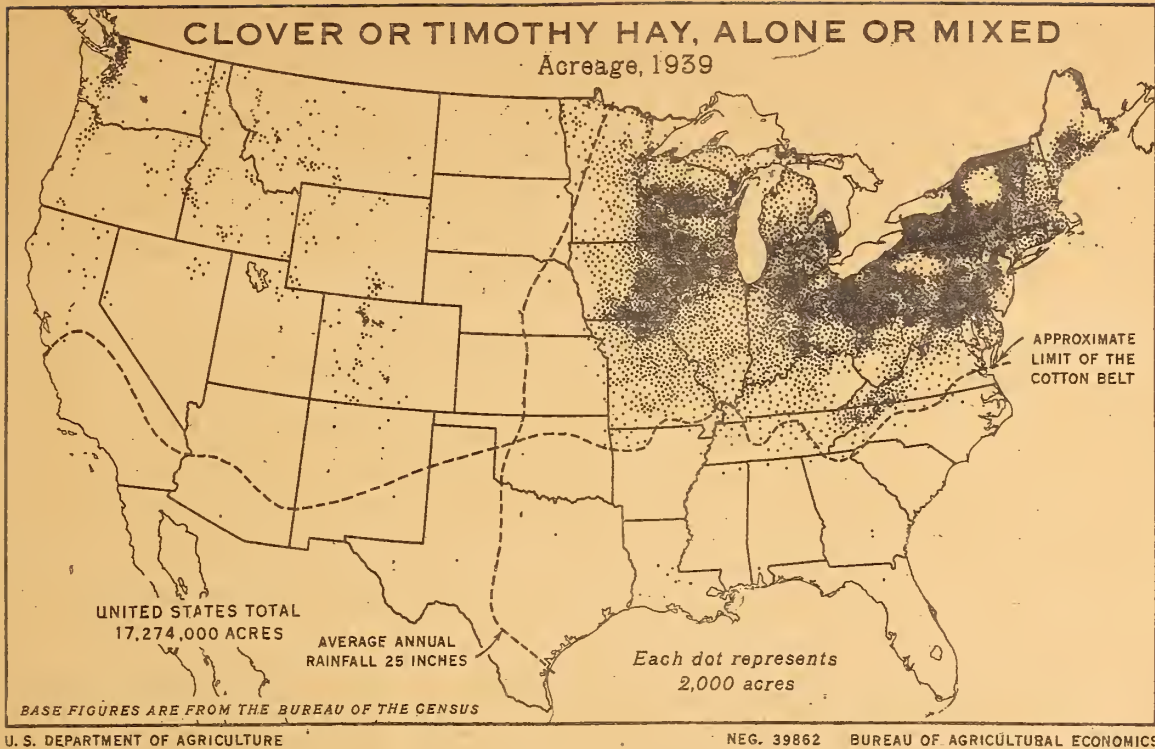 CLOVER OR TIMOTHY HAY, ALONE OR MIXED
Acreage, 1939
APPROXIMATE
LIMIT OF THE
COTTON BELT
UNITED STATES TOTAL
17,274,000 ACRES
AVERAGE ANNUAL
RAINFALL 25 INCHES
Each dot represents
2,000 acres
BASE FIGURES ARE FROM THE BUREAU OF THE CENSUS
U. S. DEPARTMENT OF AGRICULTURE
NEG. 39862 BUREAU OF AGRICULTURAL ECONOMICS